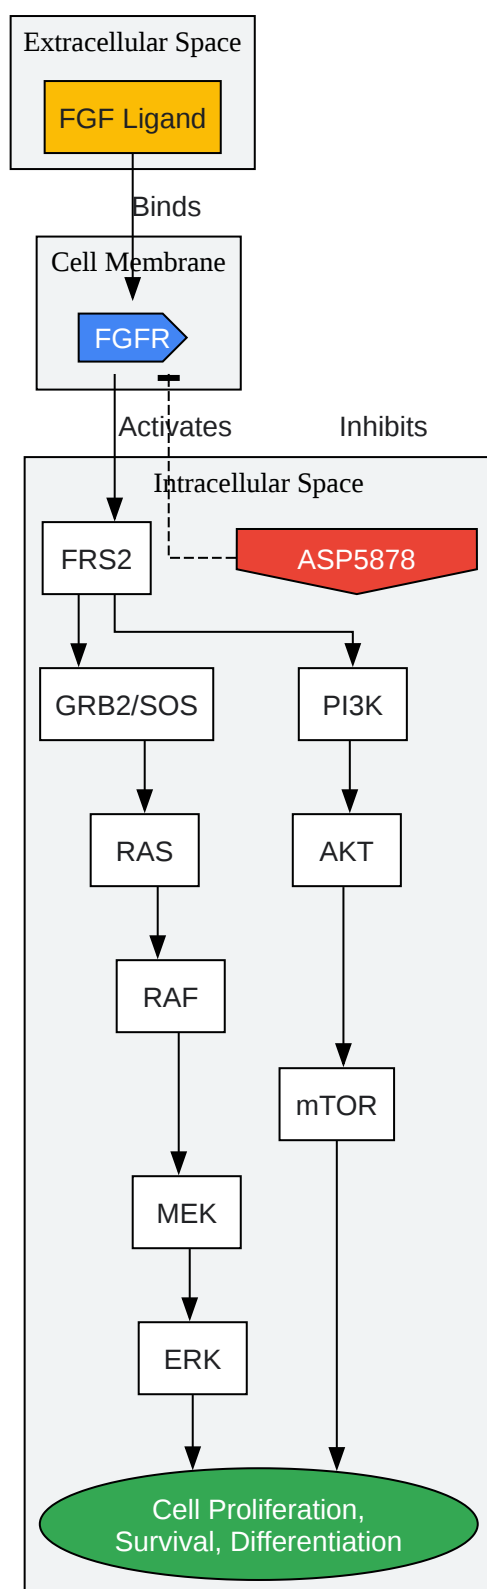 Extracellular Space
FGF Ligand
Binds
Cell Membrane
FGFR
Activates
Inhibits
Intracellular Space
FRS2
ASP5878
GRB2/SOS
PI3K
RAS
AKT
RAF
mTOR
MEK
ERK
Cell Proliferation,
Survival, Differentiation